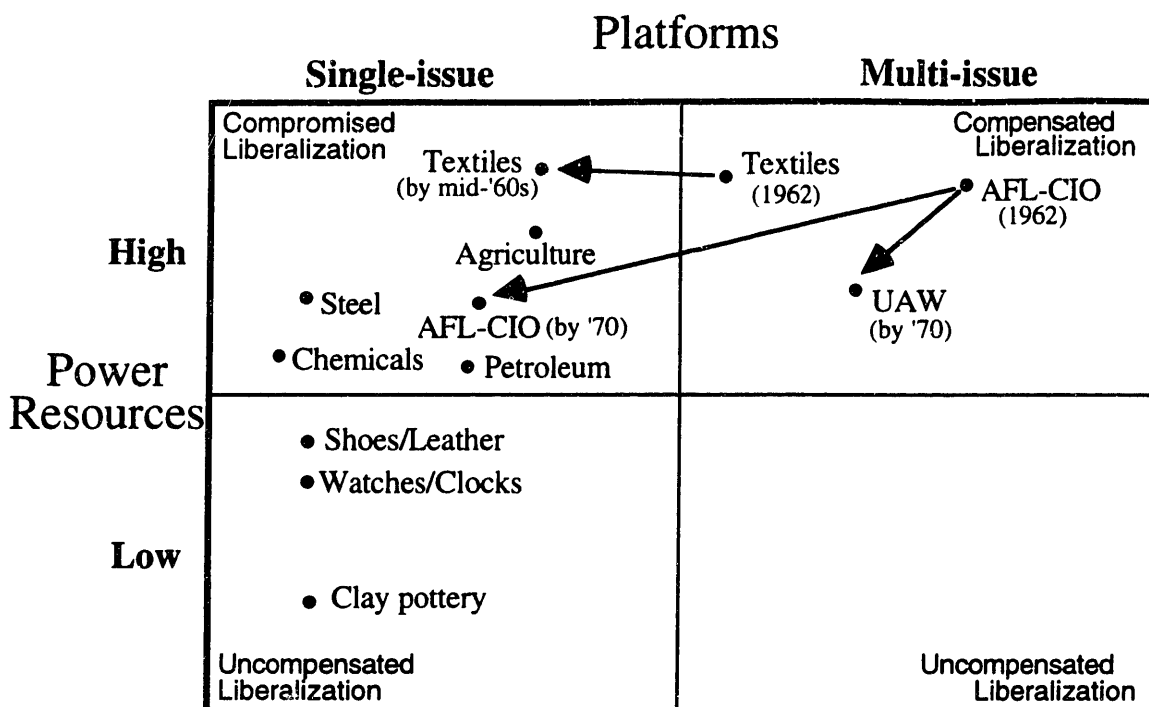 Platforms
Single-issue
Multi-issue
Compromised
Liberalization
Compensated
Liberalization
Textiles
(by mid-'60s)
Textiles
(1962)
AFL-CIO
(1962)
High
Agriculture
Steel
AFL-CIO (by '70)
UAW
(by '70)
Chemicals
Petroleum
Power
Resources
Shoes/Leather
Watches/Clocks
Low
Clay pottery
Uncompensated
Liberalization
Uncompensated
Liberalization